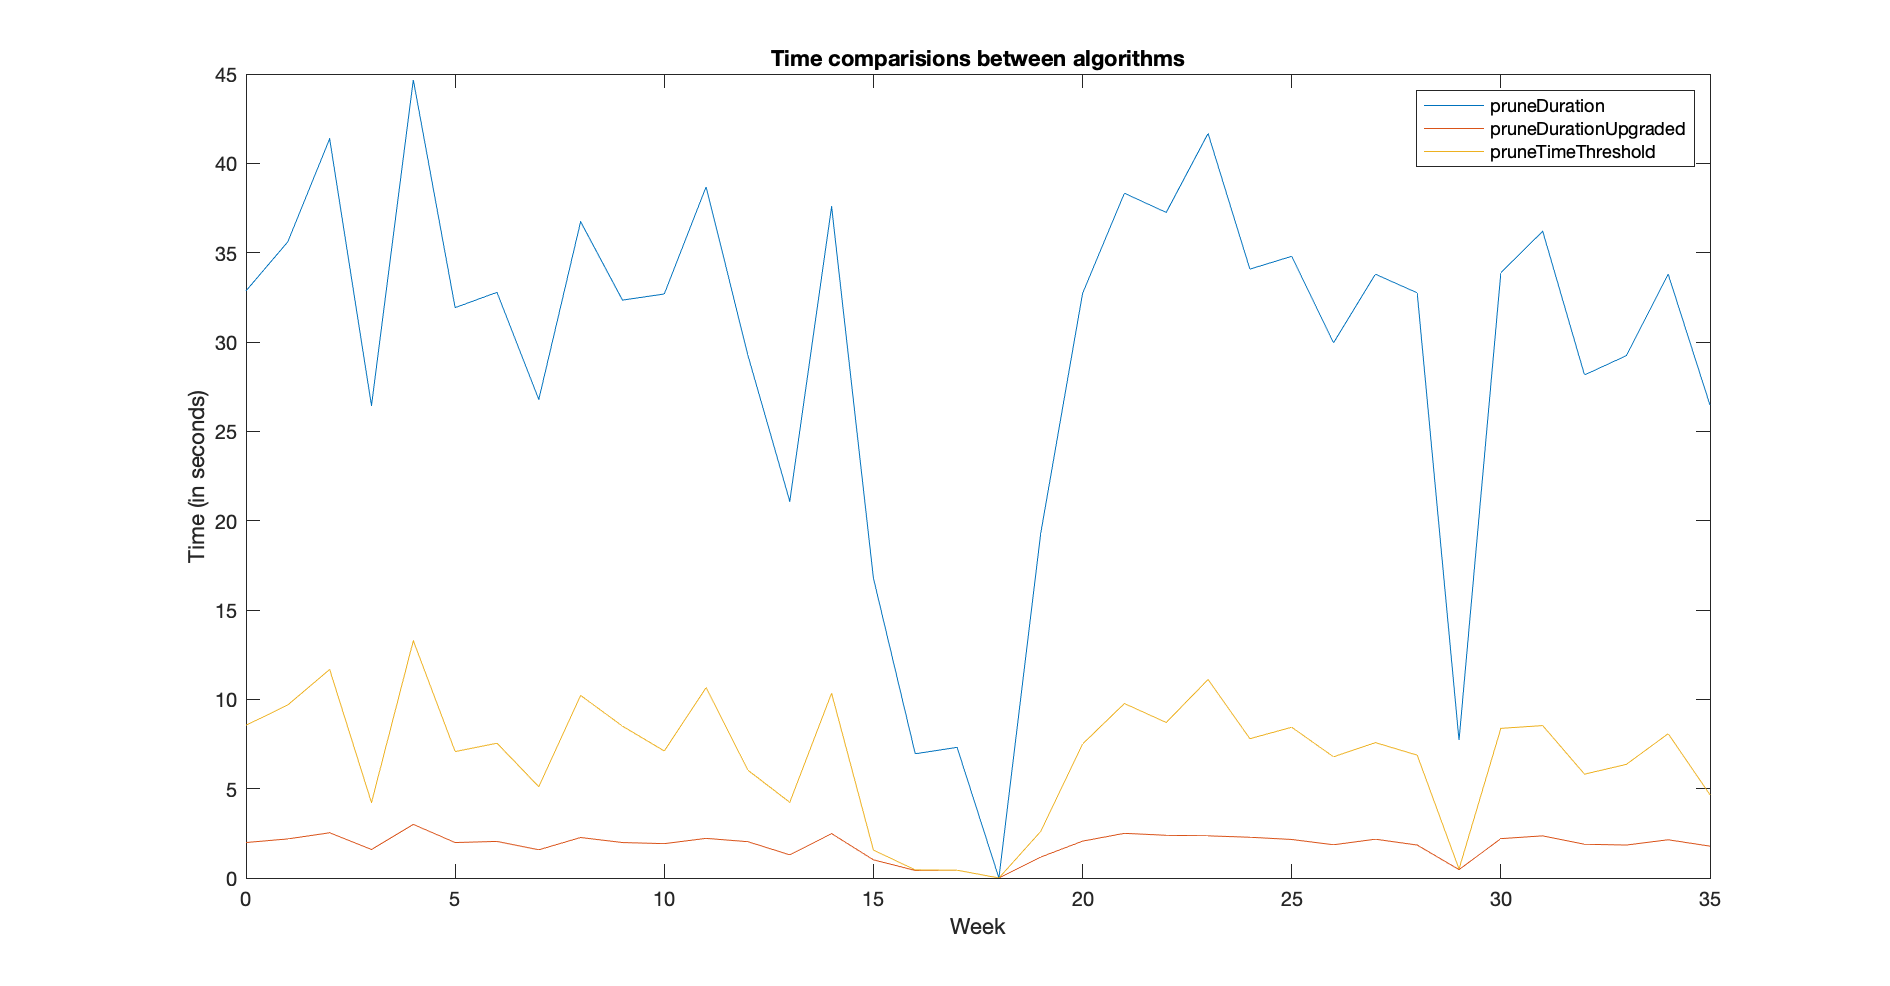 Time comparisions between algorithms
pruneDuration
pruneDurationUpgraded
pruneTimeThreshold
Time (in seconds)
45
40
35
30
25
20
15
10
5
0
0 5 10 15 20 25 30 35
Week